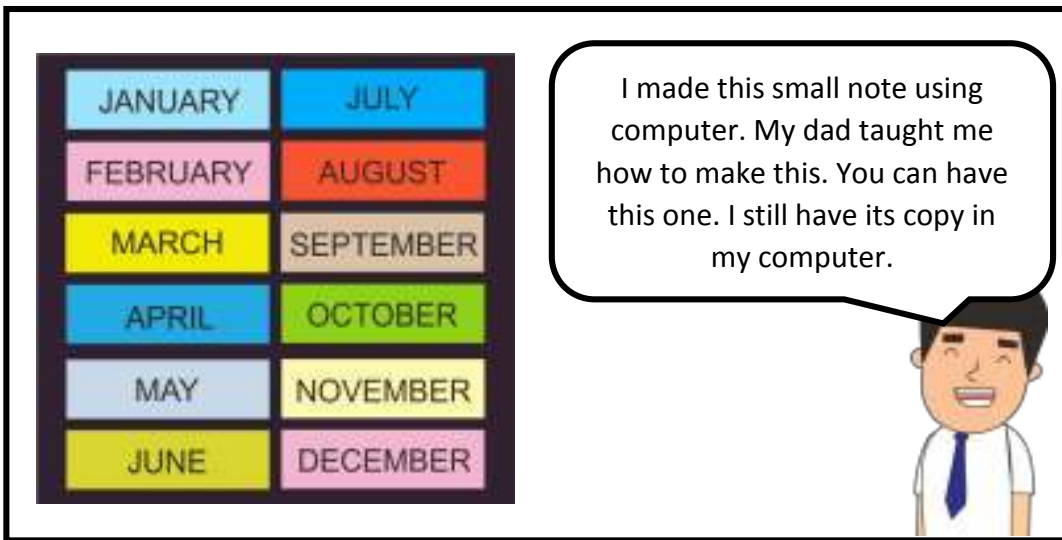 JANUARY
FEBRUARY
MARCH
APRIL
MAY
JUNE
JULY
AUGUST
SEPTEMBER
OCTOBER
NOVEMBER
DECEMBER
I made this small note using
computer. My dad taught me
how to make this. You can have
this one. I still have its copy in
my computer.